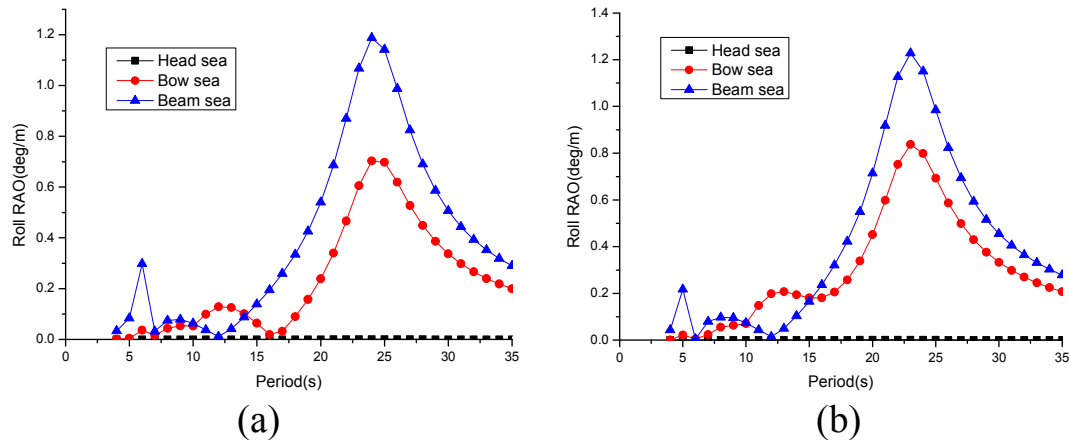 Head sea
Bow sea
Beam sea
Roll RAO(deg/m)
1.2
1.0
0.8
0.6
0.4
0.2
0.0
0 5 10 15 20 25 30 35
Period(s)
(a)
Head sea
Bow sea
Beam sea
Roll RAO(deg/m)
1.4
1.2
1.0
0.8
0.6
0.4
0.2
0.0
0 5 10 15 20 25 30 35
Period(s)
(b)